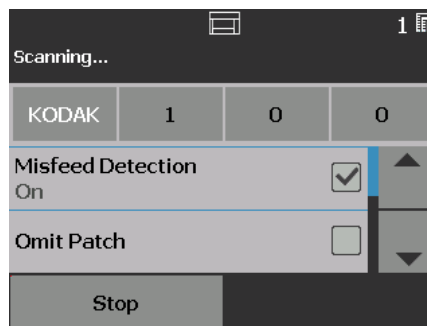 1
Scanning...
KODAK 1 0 0
Misfeed Detection
On
Omit Patch
Stop